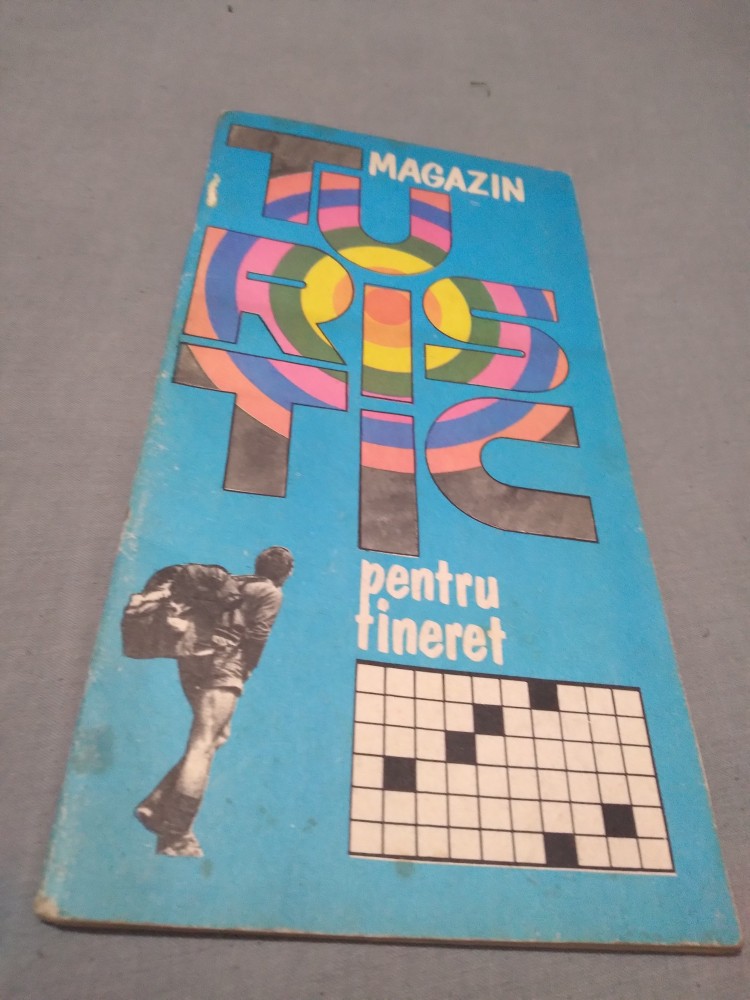 MAGAZIN
TU
RIS
TIC
pentru
tineret